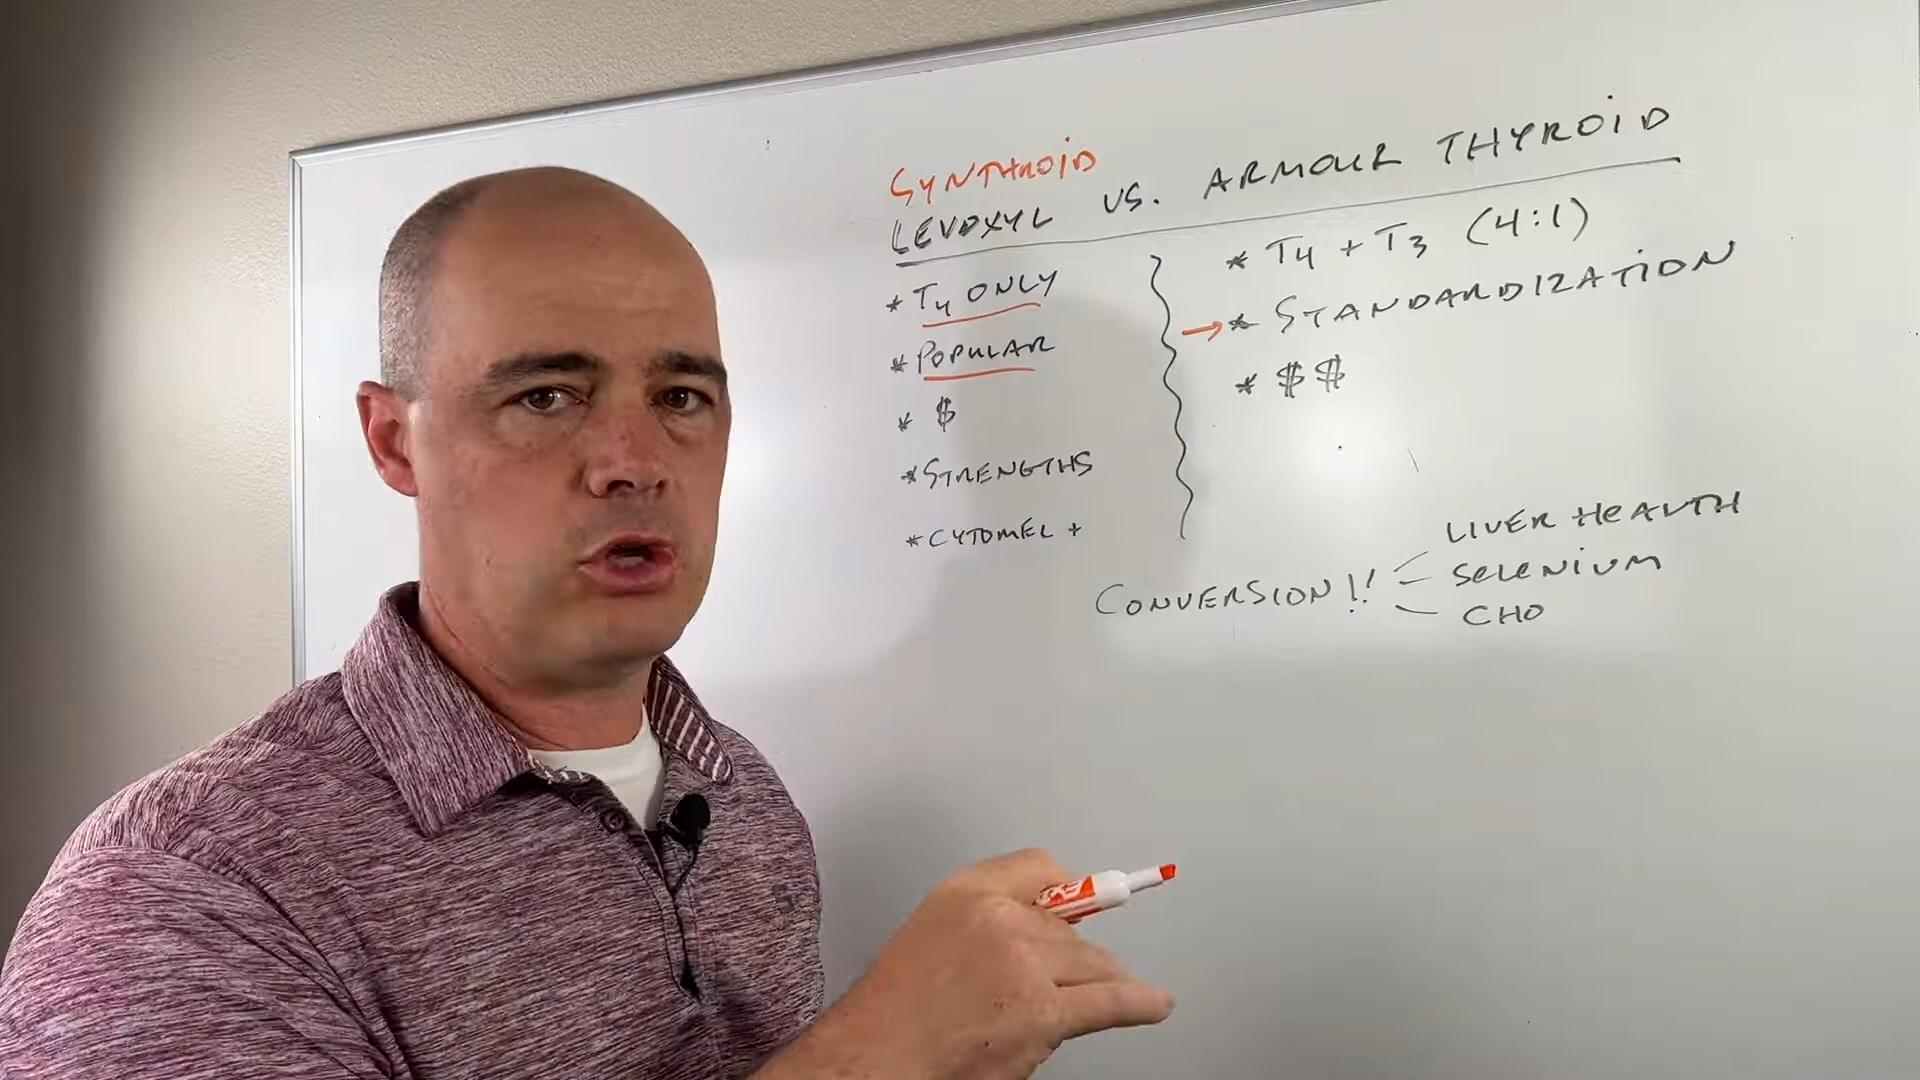 SYNTHROID
LEVOXYL VS. ARMOUR THYROID
* T4 ONLY
* POPULAR
* $
* STRENGTHS
* CYTOMEL +
* T4 + T3 (4:1)
→ * STANDARDIZATION
* $$
CONVERSION!!
LIVER HEALTH
SELENIUM
CHO